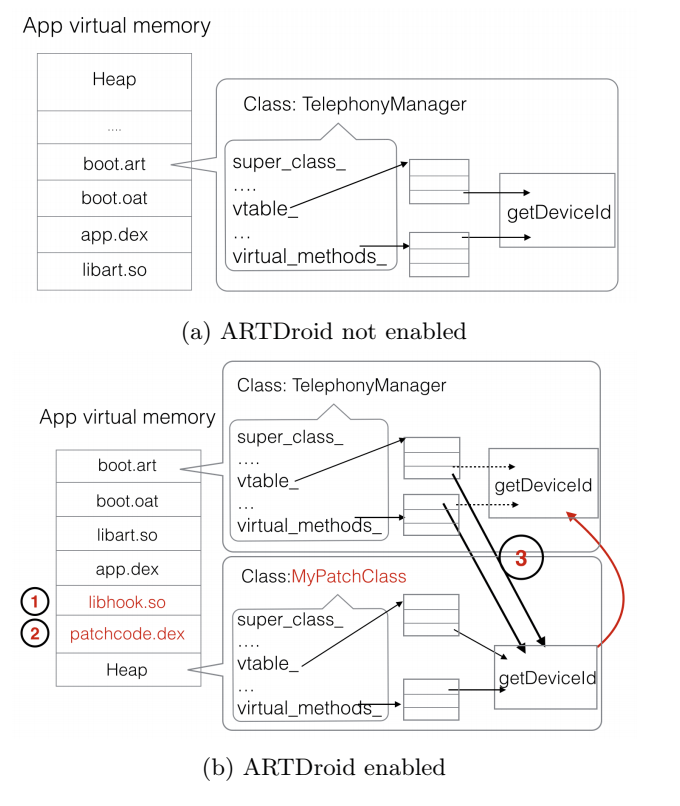 App virtual memory
Heap
....
boot.art
boot.oat
app.dex
libart.so
Class: TelephonyManager
super_class_
....
vtable_
...
virtual_methods_
getDeviceId
(a) ARTDroid not enabled
App virtual memory
boot.art
boot.oat
libart.so
app.dex
1 libhook.so
2 patchcode.dex
Heap
Class: TelephonyManager
super_class_
....
vtable_
...
virtual_methods_
getDeviceId
3
Class:MyPatchClass
super_class_
....
vtable_
...
virtual_methods_
getDeviceId
(b) ARTDroid enabled